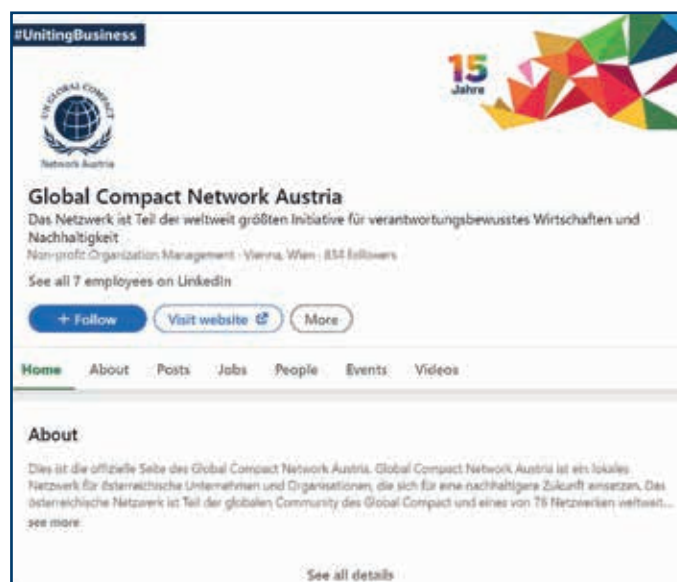 #UnitingBusiness
15
Jahre
UN GLOBAL COMPACT
Network Austria
Global Compact Network Austria
Das Netzwerk ist Teil der weltweit größten Initiative für verantwortungsbewusstes Wirtschaften und
Nachhaltigkeit
Non-profit Organization Management · Vienna, Wien · 834 followers
See all 7 employees on LinkedIn
+ Follow Visit website More
Home About Posts Jobs People Events Videos
About
Dies ist die offizielle Seite des Global Compact Network Austria. Global Compact Network Austria ist ein lokales
Netzwerk für österreichische Unternehmen und Organisationen, die sich für eine nachhaltigere Zukunft einsetzen. Das
österreichische Netzwerk ist Teil der globalen Community des Global Compact und eines von 76 Netzwerken weltweit...
see more
See all details